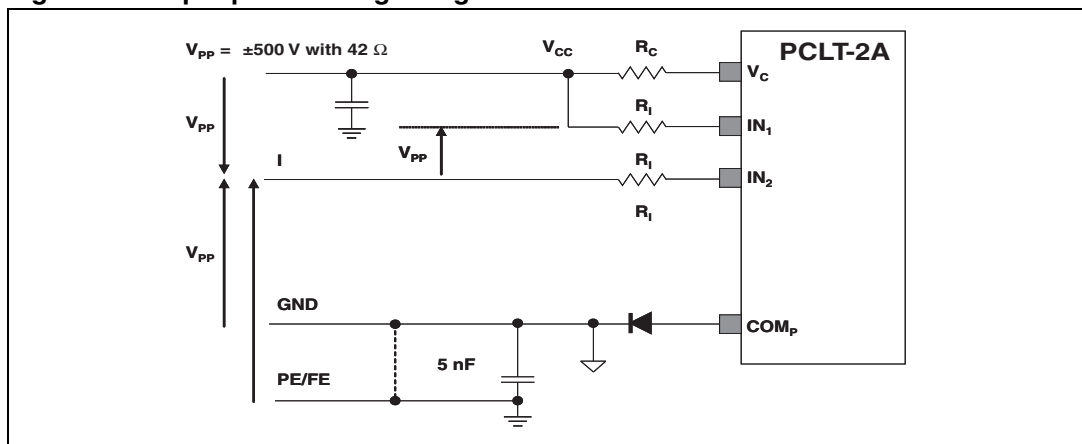 V_PP = ±500 V with 42 Ω
V_CC
R_C
PCLT-2A
V_C
V_PP
R_I
IN_1
V_PP
I
R_I
IN_2
R_I
V_PP
GND
COM_P
5 nF
PE/FE